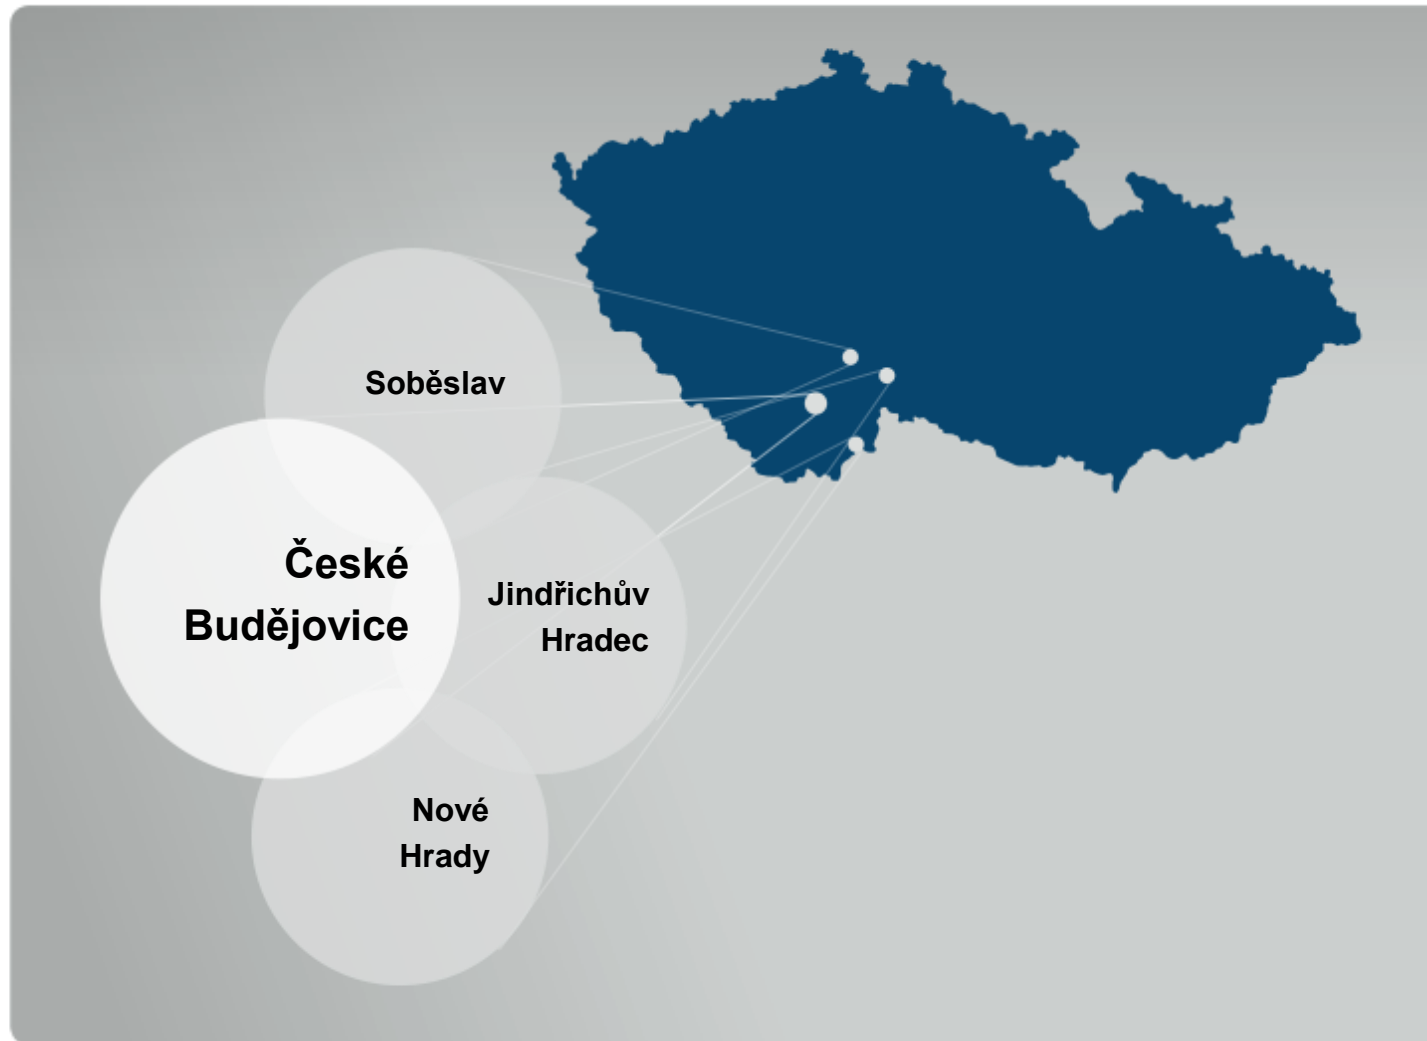 Soběslav
České
Budějovice
Jindřichův
Hradec
Nové
Hrady